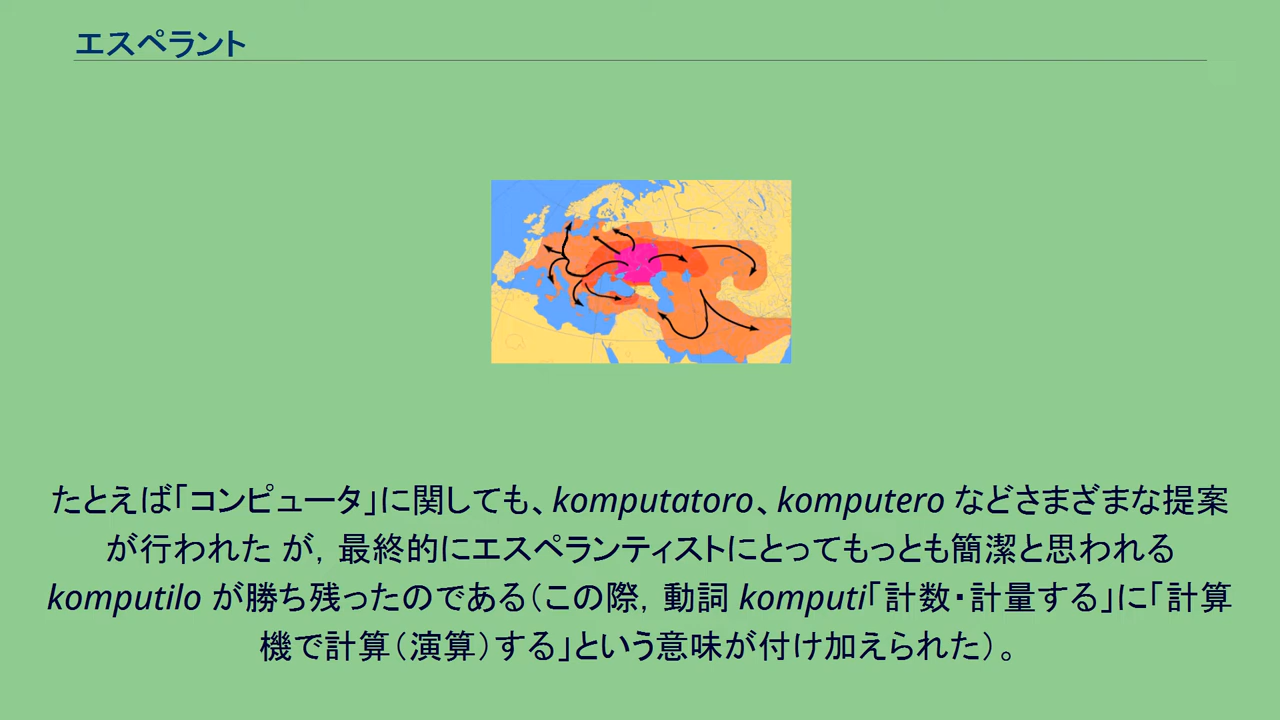 エスペラント
たとえば「コンピュータ」に関しても、komputatoro、komputero などさまざまな提案
が行われた が，最終的にエスペランティストにとってもっとも簡潔と思われる
komputilo が勝ち残ったのである（この際，動詞 komputi「計数・計量する」に「計算
機で計算（演算）する」という意味が付け加えられた）。